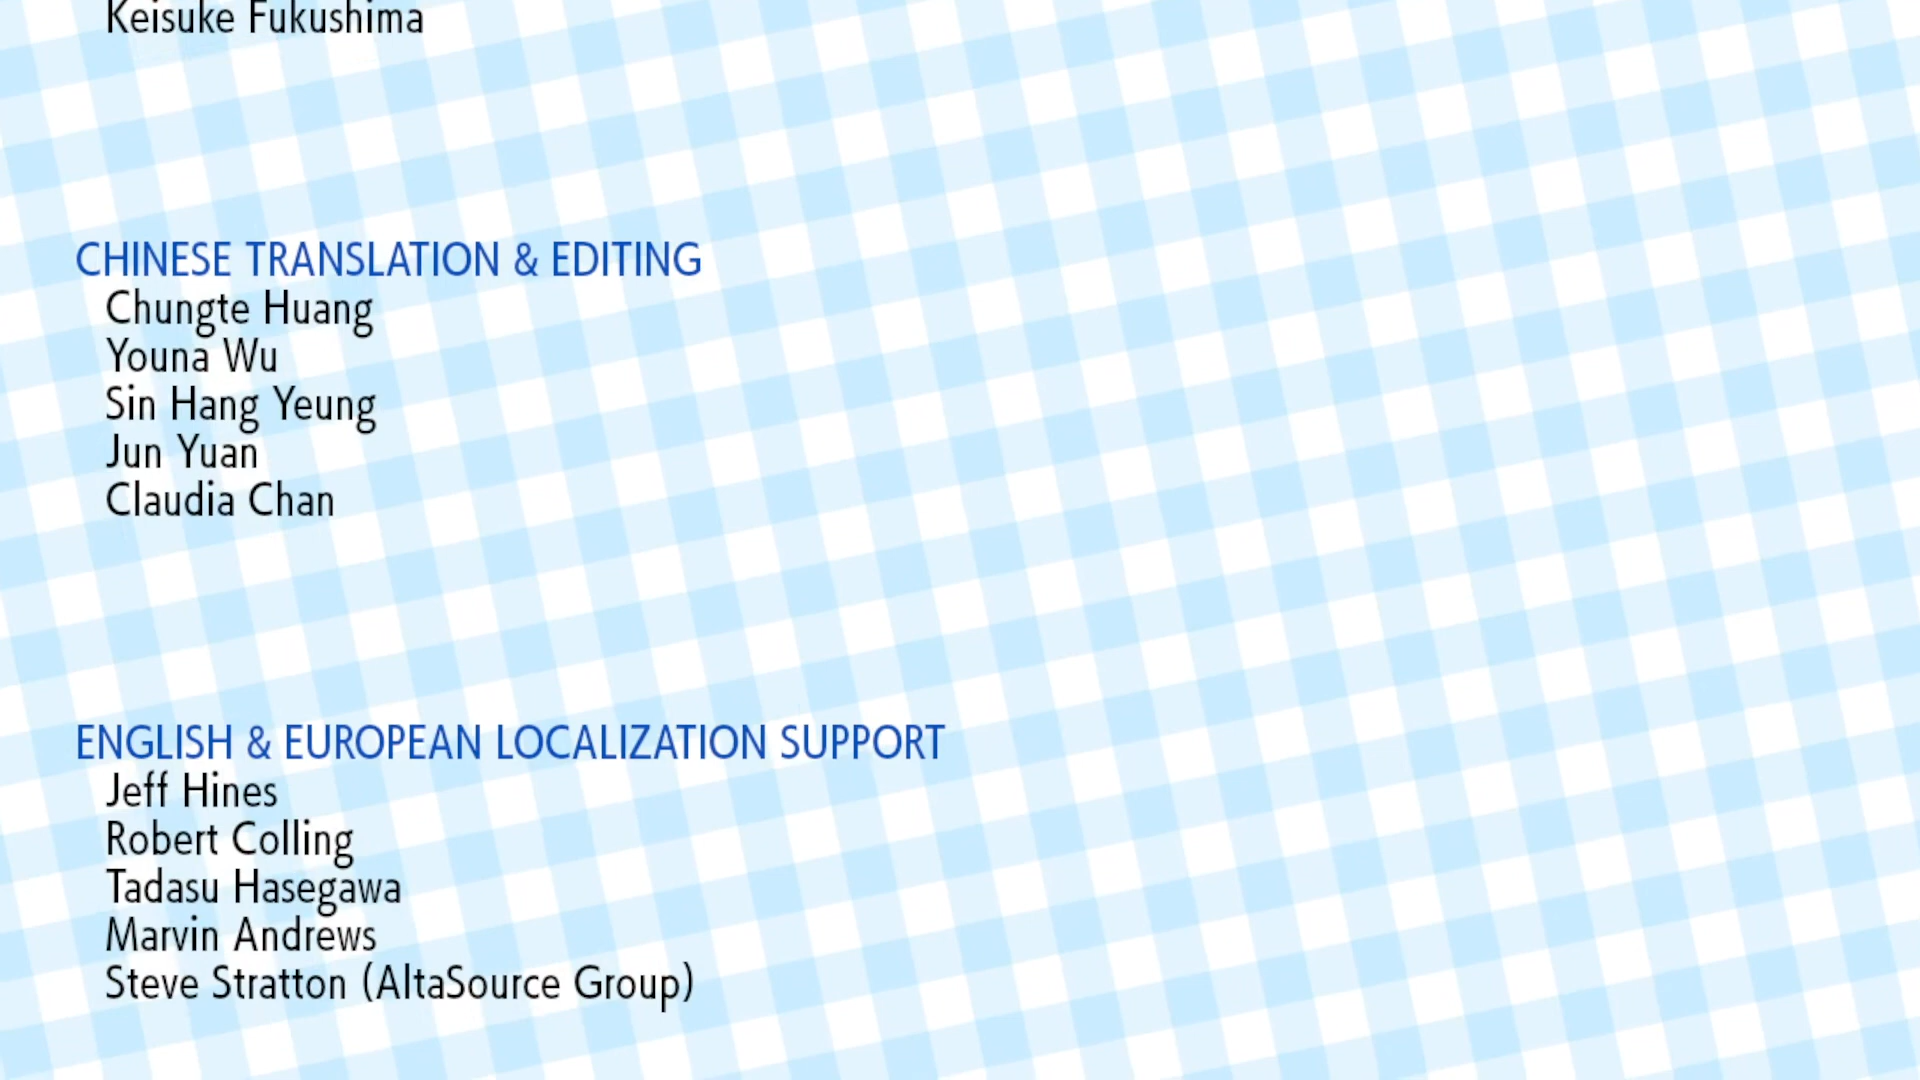 Keisuke Fukushima
CHINESE TRANSLATION & EDITING
Chungte Huang
Youna Wu
Sin Hang Yeung
Jun Yuan
Claudia Chan
ENGLISH & EUROPEAN LOCALIZATION SUPPORT
Jeff Hines
Robert Colling
Tadasu Hasegawa
Marvin Andrews
Steve Stratton (AltaSource Group)